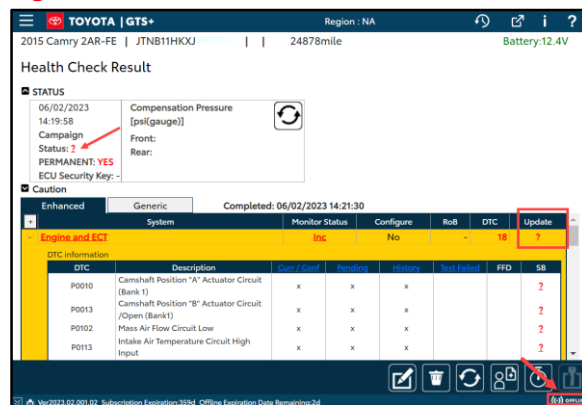 TOYOTA | GTS+ Region : NA i ?
2015 Camry 2AR-FE | JTNB11HKXJ | | 24878mile Battery:12.4V
Health Check Result
STATUS
06/02/2023 Compensation Pressure
14:19:58 [psi(gauge)]
Campaign Front:
Status: ? Rear:
PERMANENT: YES
ECU Security Key: -
Caution
Enhanced Generic Completed: 06/02/2023 14:21:30
+ System Monitor Status Configure RoB DTC Update
- Engine and ECT Inc No - 18 ?
DTC information
DTC Description Curr / Conf Pending History Test Failed FFD SB
P0010 Camshaft Position "A" Actuator Circuit (Bank 1) x x x ?
P0013 Camshaft Position "B" Actuator Circuit /Open (Bank1) x x x ?
P0102 Mass Air Flow Circuit Low x x x ?
P0113 Intake Air Temperature Circuit High Input x x x ?
Ver2023.02.001.02 Subscription Expiration:359d Offline Expiration Date Remaining:2d OFFLINE